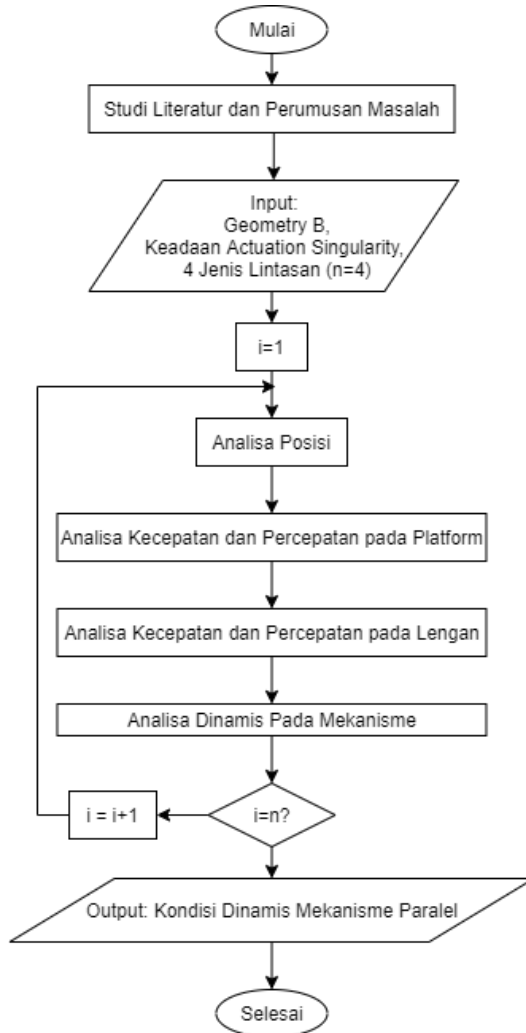 Mulai
Studi Literatur dan Perumusan Masalah
Input:
Geometry B,
Keadaan Actuation Singularity,
4 Jenis Lintasan (n=4)
i=1
Analisa Posisi
Analisa Kecepatan dan Percepatan pada Platform
Analisa Kecepatan dan Percepatan pada Lengan
Analisa Dinamis Pada Mekanisme
i = i+1
i=n?
Output: Kondisi Dinamis Mekanisme Paralel
Selesai